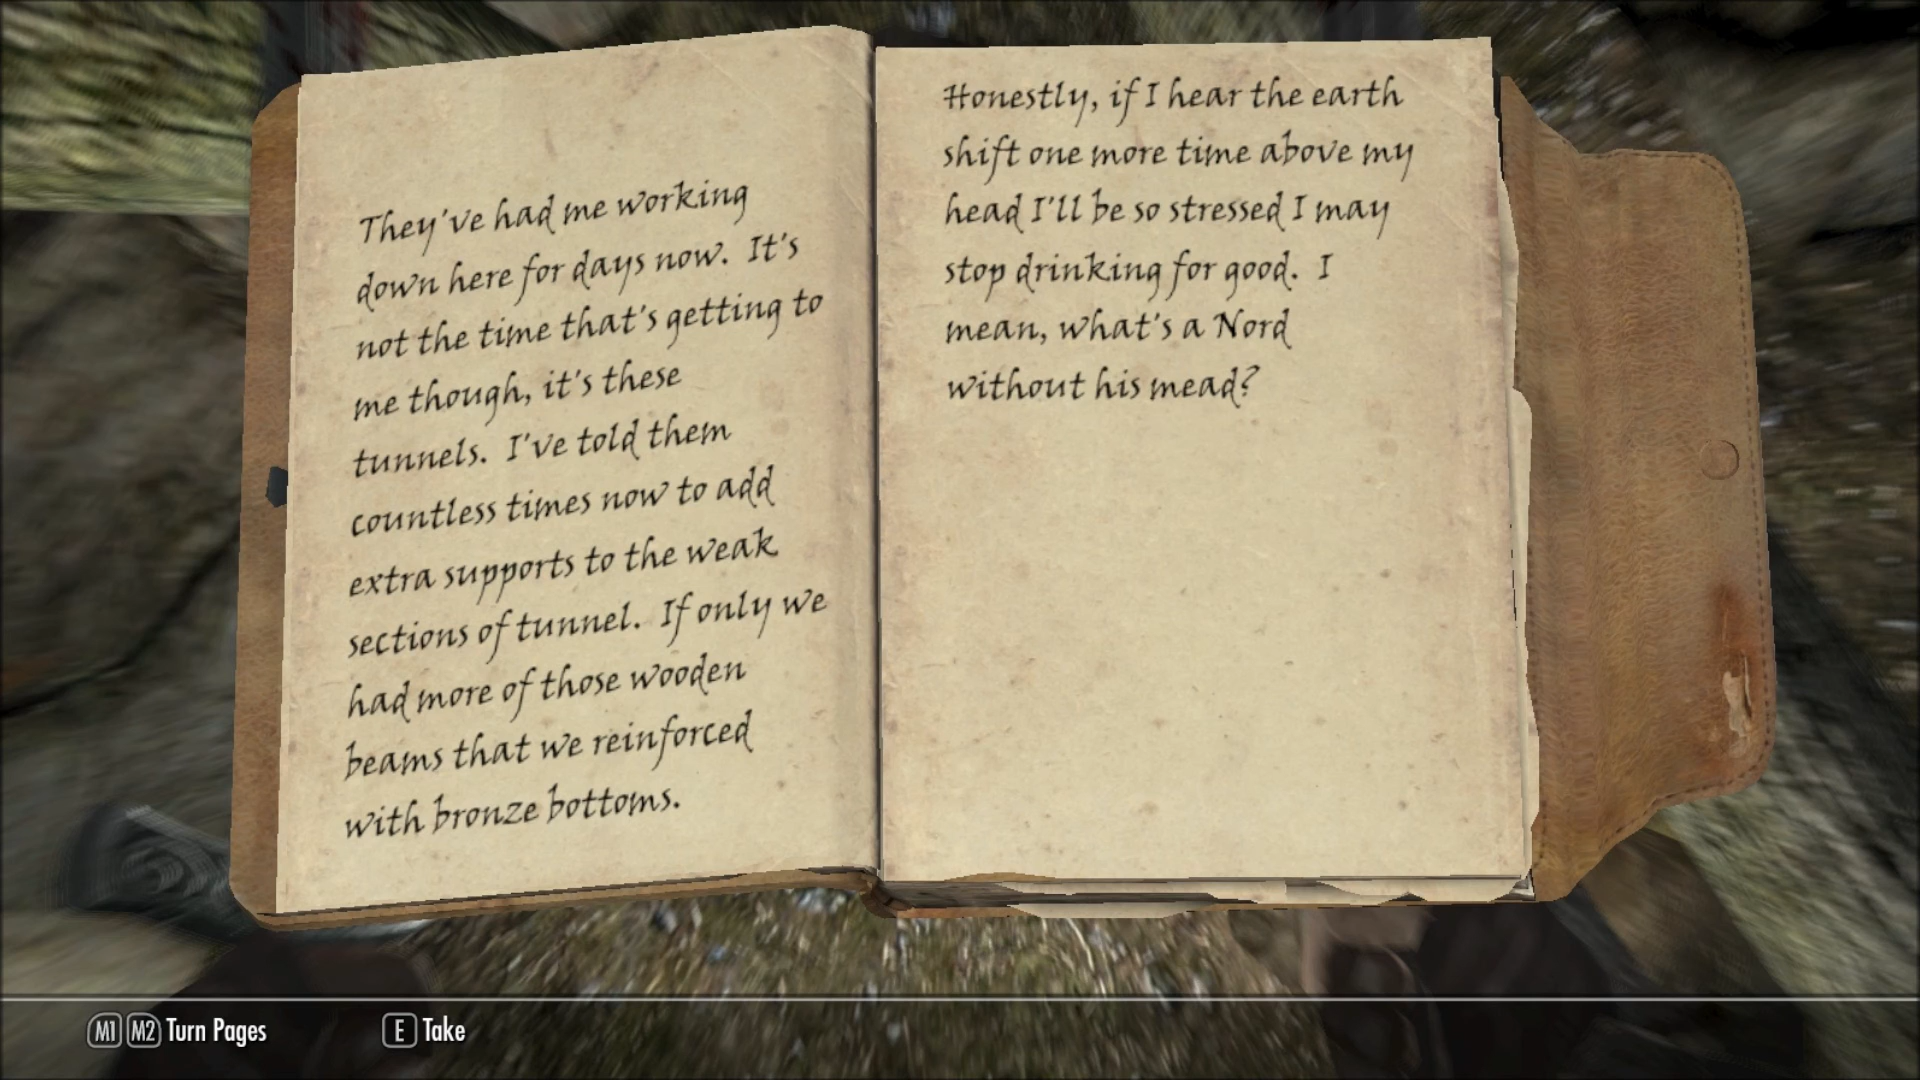 They've had me working
down here for days now.  It's
not the time that's getting to
me though, it's these
tunnels.  I've told them
countless times now to add
extra supports to the weak
sections of tunnel.  If only we
had more of those wooden
beams that we reinforced
with bronze bottoms.
Honestly, if I hear the earth
shift one more time above my
head I'll be so stressed I may
stop drinking for good.  I
mean, what's a Nord
without his mead?
M1 M2 Turn Pages
E Take